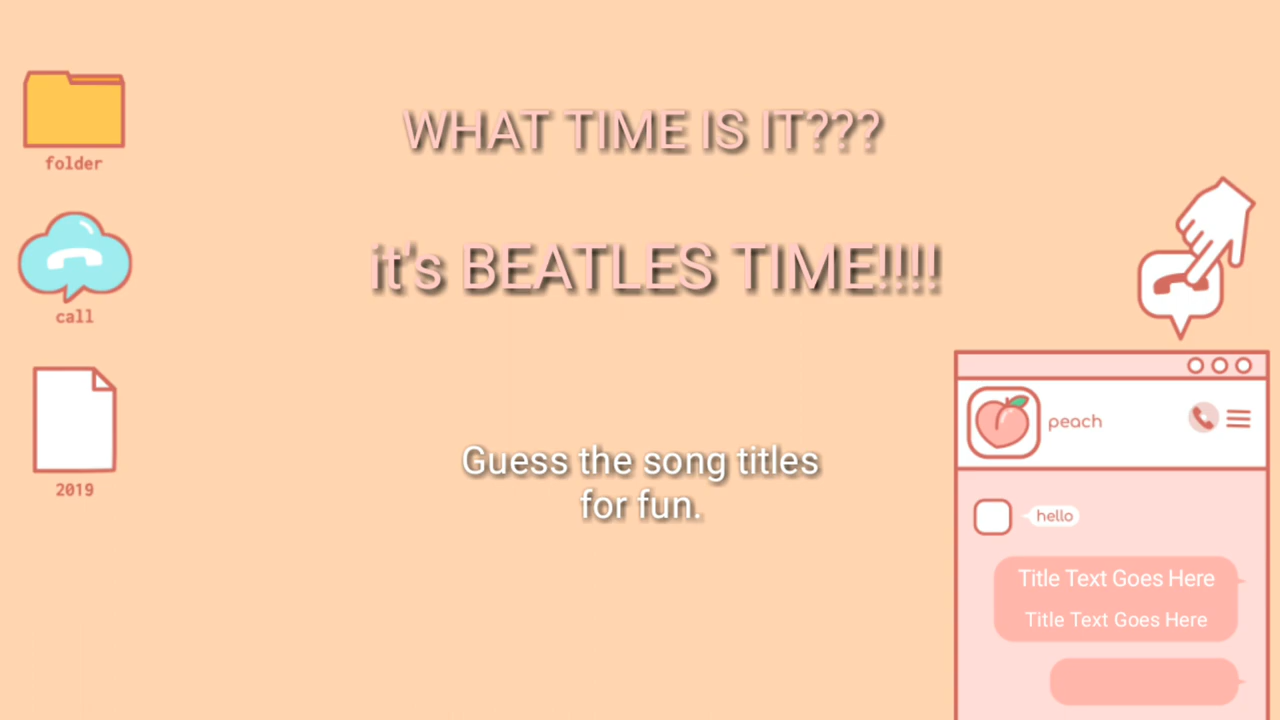 WHAT TIME IS IT???
it's BEATLES TIME!!!!
Guess the song titles
for fun.
folder
call
2019
peach
hello
Title Text Goes Here
Title Text Goes Here